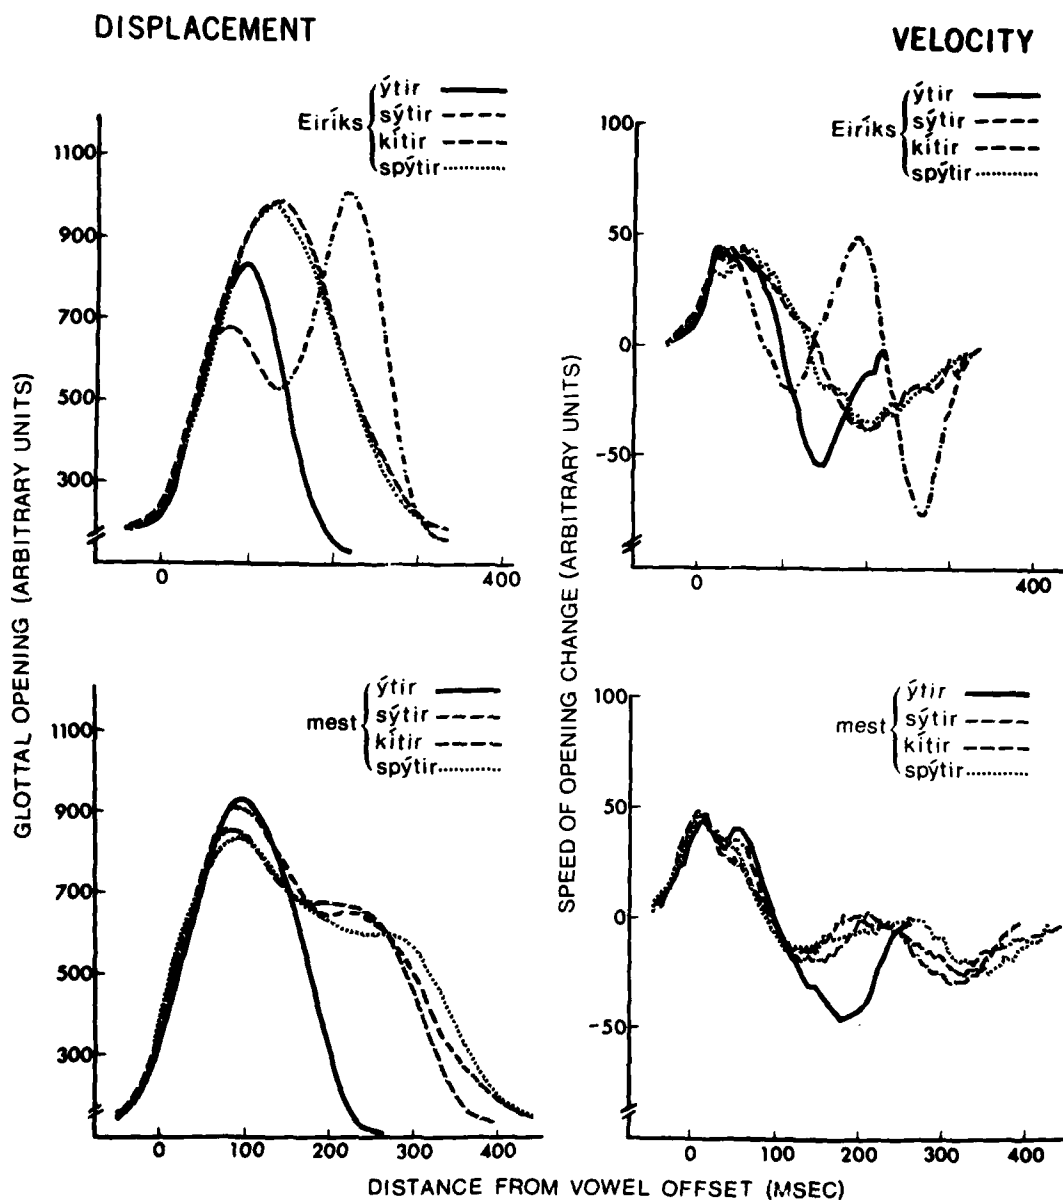 DISPLACEMENT
VELOCITY
Eiríks
ýtir
sýtir
kítir
spýtir
1100
900
700
500
300
0
400
Eiríks
ýtir
sýtir
kítir
spýtir
100
50
0
-50
0
400
GLOTTAL OPENING (ARBITRARY UNITS)
SPEED OF OPENING CHANGE (ARBITRARY UNITS)
mest
ýtir
sýtir
kítir
spýtir
1100
900
700
500
300
0 100 200 300 400
mest
ýtir
sýtir
kítir
spýtir
100
50
0
-50
0 100 200 300 400
DISTANCE FROM VOWEL OFFSET (MSEC)